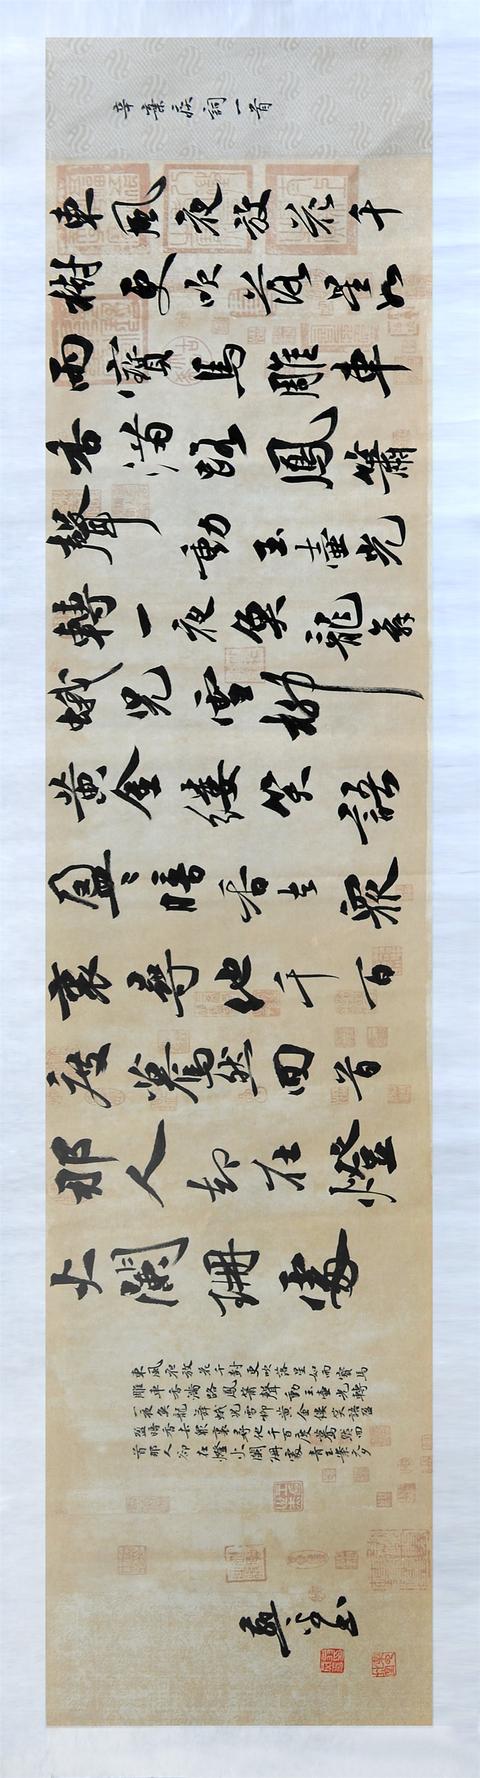 辛棄疾詞一首
東風夜放花千
樹更吹落星如
雨寶馬雕車
香滿路鳳簫
聲動玉壺光
轉一夜魚龍舞
蛾兒雪柳
黃金縷笑語
盈〻暗香去眾
裏尋他千百
度驀然回首
那人卻在燈
火闌珊處
東風夜放花千樹更吹落星如雨寶馬
雕車香滿路鳳簫聲動玉壺光轉
一夜魚龍舞蛾兒雪柳黃金縷笑語盈
盈暗香去眾裏尋他千百度驀然回
首那人卻在燈火闌珊處 青玉案元夕